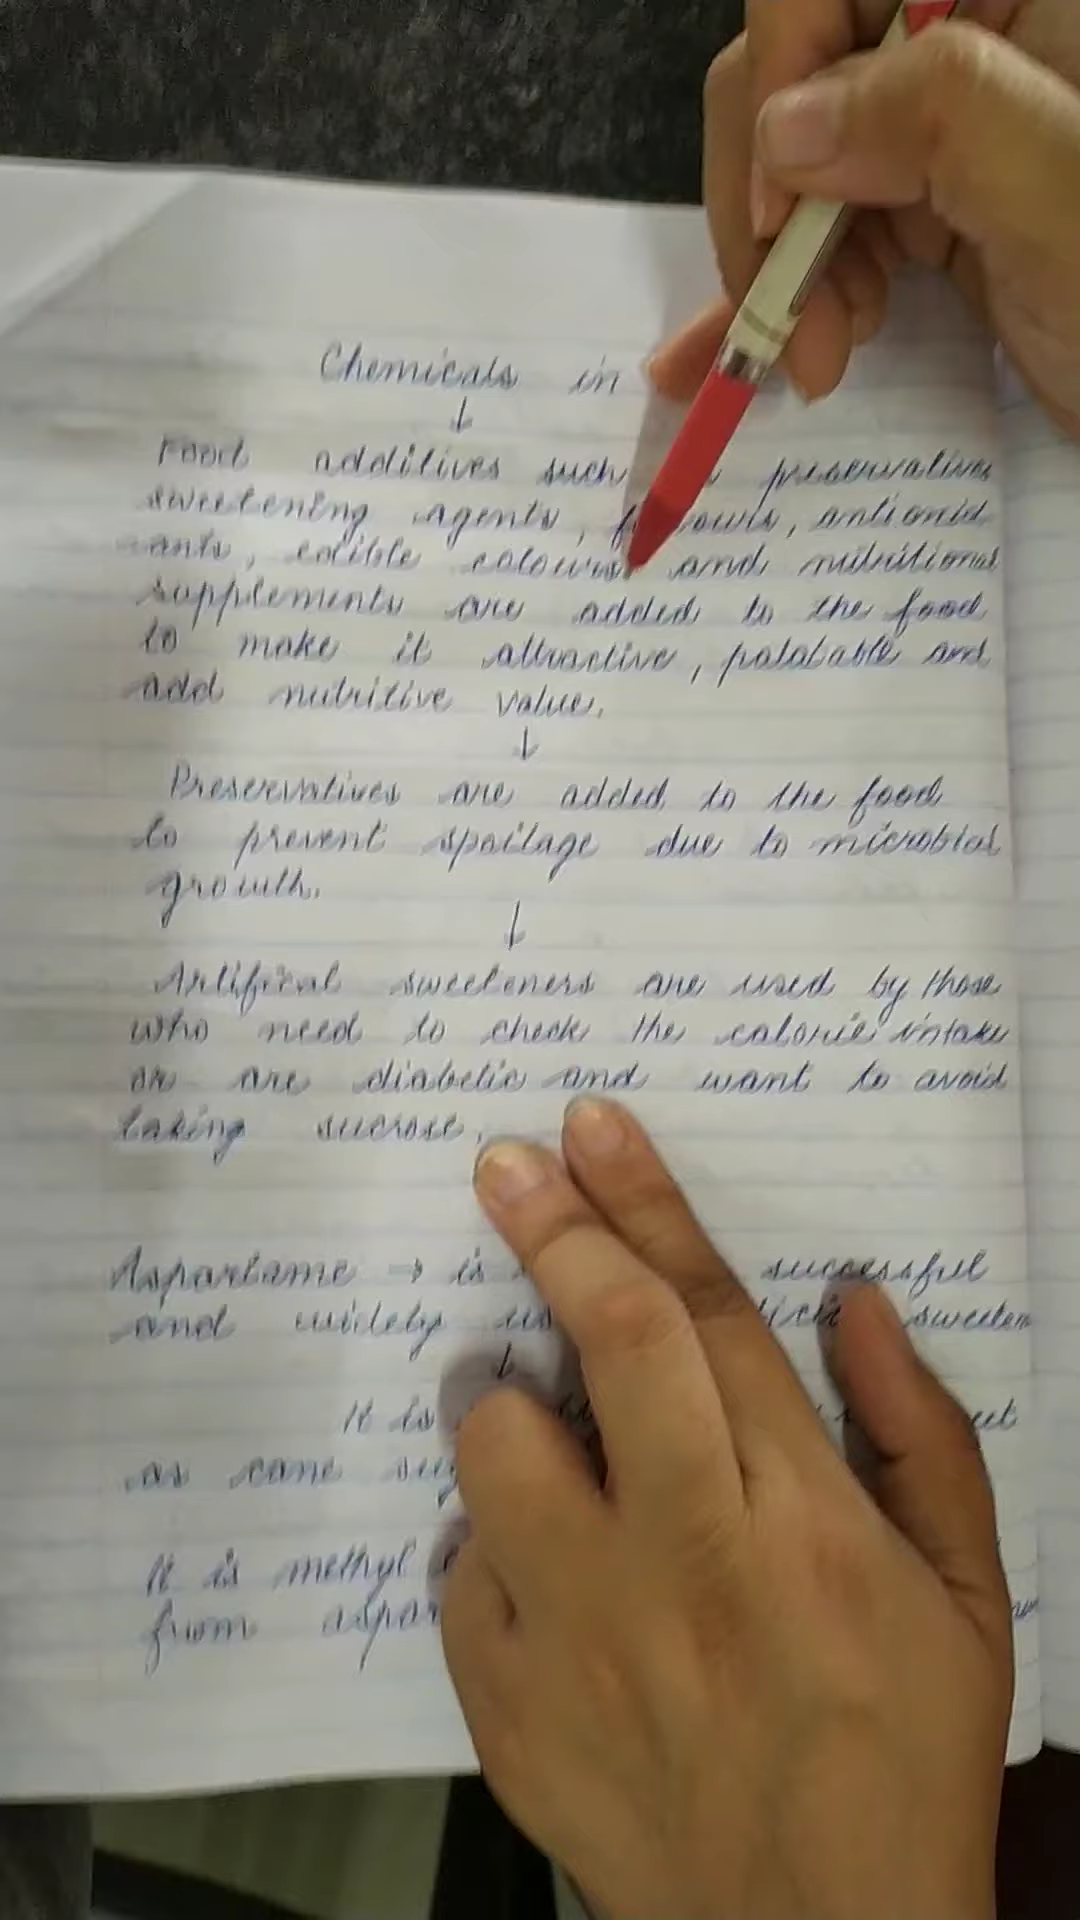 Chemicals in
↓
Food additives such preservatives
sweetening agents, flavours, antioxid
ants, edible colours and nutritional
supplements are added to the food
to make it attractive, palatable and
add nutritive value.
↓
Preservatives are added to the food
to prevent spoilage due to microbial
growth.
↓
Artificial sweeteners are used by those
who need to check the calorie intake
or are diabetic and want to avoid
taking sucrose.
Aspartame → is successful
and widely sweeten
↓
It is
as cane
It is methyl
from